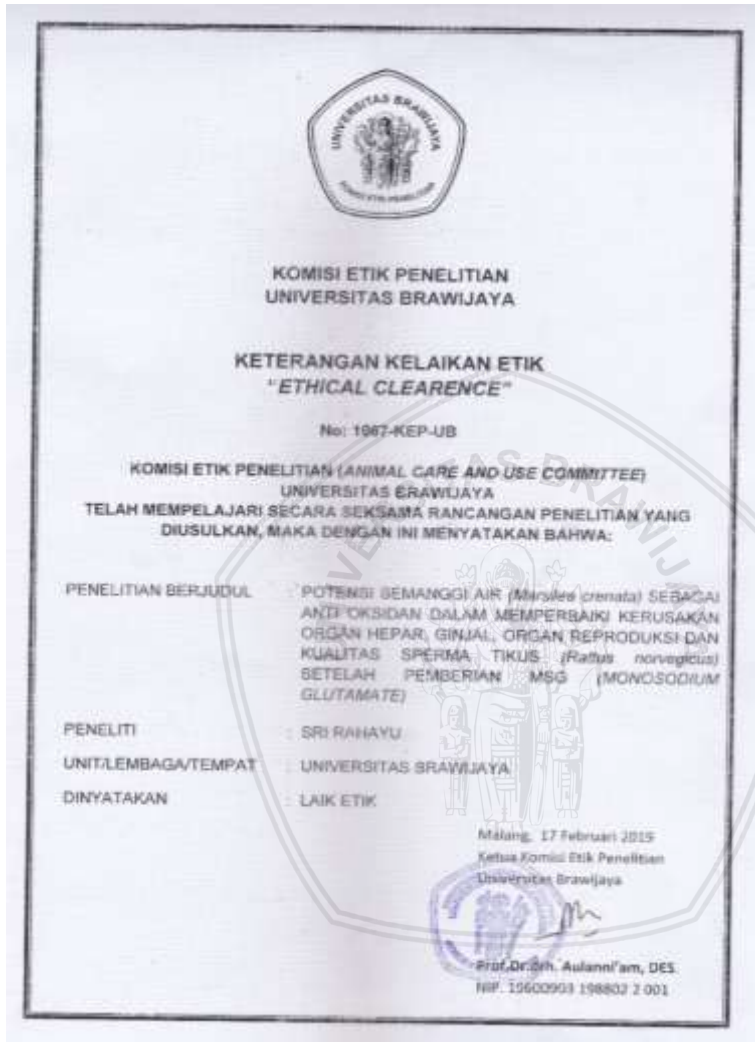 UNIVERSITAS BRAWIJAYA
KOMISI ETIK PENELITIAN
KOMISI ETIK PENELITIAN
UNIVERSITAS BRAWIJAYA
KETERANGAN KELAIKAN ETIK
"ETHICAL CLEARENCE"
No: 1067-KEP-UB
KOMISI ETIK PENELITIAN (ANIMAL CARE AND USE COMMITTEE)
UNIVERSITAS BRAWIJAYA
TELAH MEMPELAJARI SECARA SEKSAMA RANCANGAN PENELITIAN YANG
DIUSULKAN, MAKA DENGAN INI MENYATAKAN BAHWA:
PENELITIAN BERJUDUL : POTENSI SEMANGGI AIR (Marsilea crenata) SEBAGAI
ANTI OKSIDAN DALAM MEMPERBAIKI KERUSAKAN
ORGAN HEPAR, GINJAL, ORGAN REPRODUKSI DAN
KUALITAS SPERMA TIKUS (Rattus norvegicus)
SETELAH PEMBERIAN MSG (MONOSODIUM
GLUTAMATE)
PENELITI : SRI RAHAYU
UNIT/LEMBAGA/TEMPAT : UNIVERSITAS BRAWIJAYA
DINYATAKAN : LAIK ETIK
Malang, 17 Februari 2015
Ketua Komisi Etik Penelitian
Universitas Brawijaya
Prof.Dr.drh. Aulanni'am, DES.
NIP. 19600903 198802 2 001